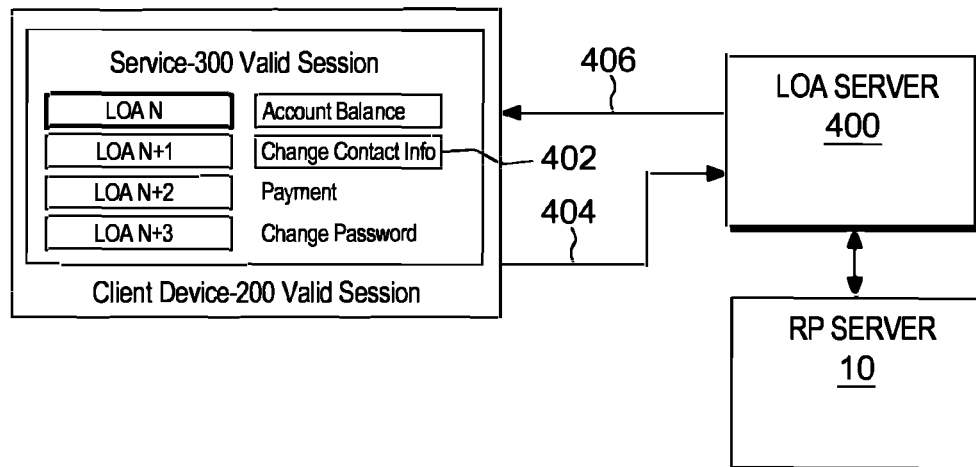 Service-300 Valid Session
LOA N
Account Balance
LOA N+1
Change Contact Info
LOA N+2
Payment
LOA N+3
Change Password
Client Device-200 Valid Session
406
402
404
LOA SERVER
400
RP SERVER
10